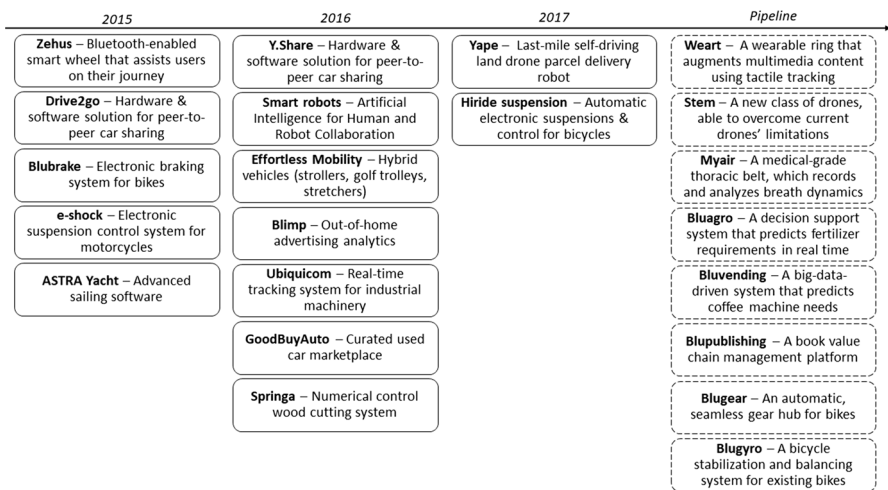 2015
2016
2017
Pipeline
Zehus – Bluetooth-enabled
smart wheel that assists users
on their journey
Drive2go – Hardware &
software solution for peer-to-
peer car sharing
Blubrake – Electronic braking
system for bikes
e-shock – Electronic
suspension control system for
motorcycles
ASTRA Yacht – Advanced
sailing software
Y.Share – Hardware &
software solution for peer-to-
peer car sharing
Smart robots – Artificial
Intelligence for Human and
Robot Collaboration
Effortless Mobility – Hybrid
vehicles (strollers, golf trolleys,
stretchers)
Blimp – Out-of-home
advertising analytics
Ubiquicom – Real-time
tracking system for industrial
machinery
GoodBuyAuto – Curated used
car marketplace
Springa – Numerical control
wood cutting system
Yape – Last-mile self-driving
land drone parcel delivery
robot
Hiride suspension – Automatic
electronic suspensions &
control for bicycles
Weart – A wearable ring that
augments multimedia content
using tactile tracking
Stem – A new class of drones,
able to overcome current
drones’ limitations
Myair – A medical-grade
thoracic belt, which records
and analyzes breath dynamics
Bluagro – A decision support
system that predicts fertilizer
requirements in real time
Bluvending – A big-data-
driven system that predicts
coffee machine needs
Blupublishing – A book value
chain management platform
Blugear – An automatic,
seamless gear hub for bikes
Blugyro – A bicycle
stabilization and balancing
system for existing bikes